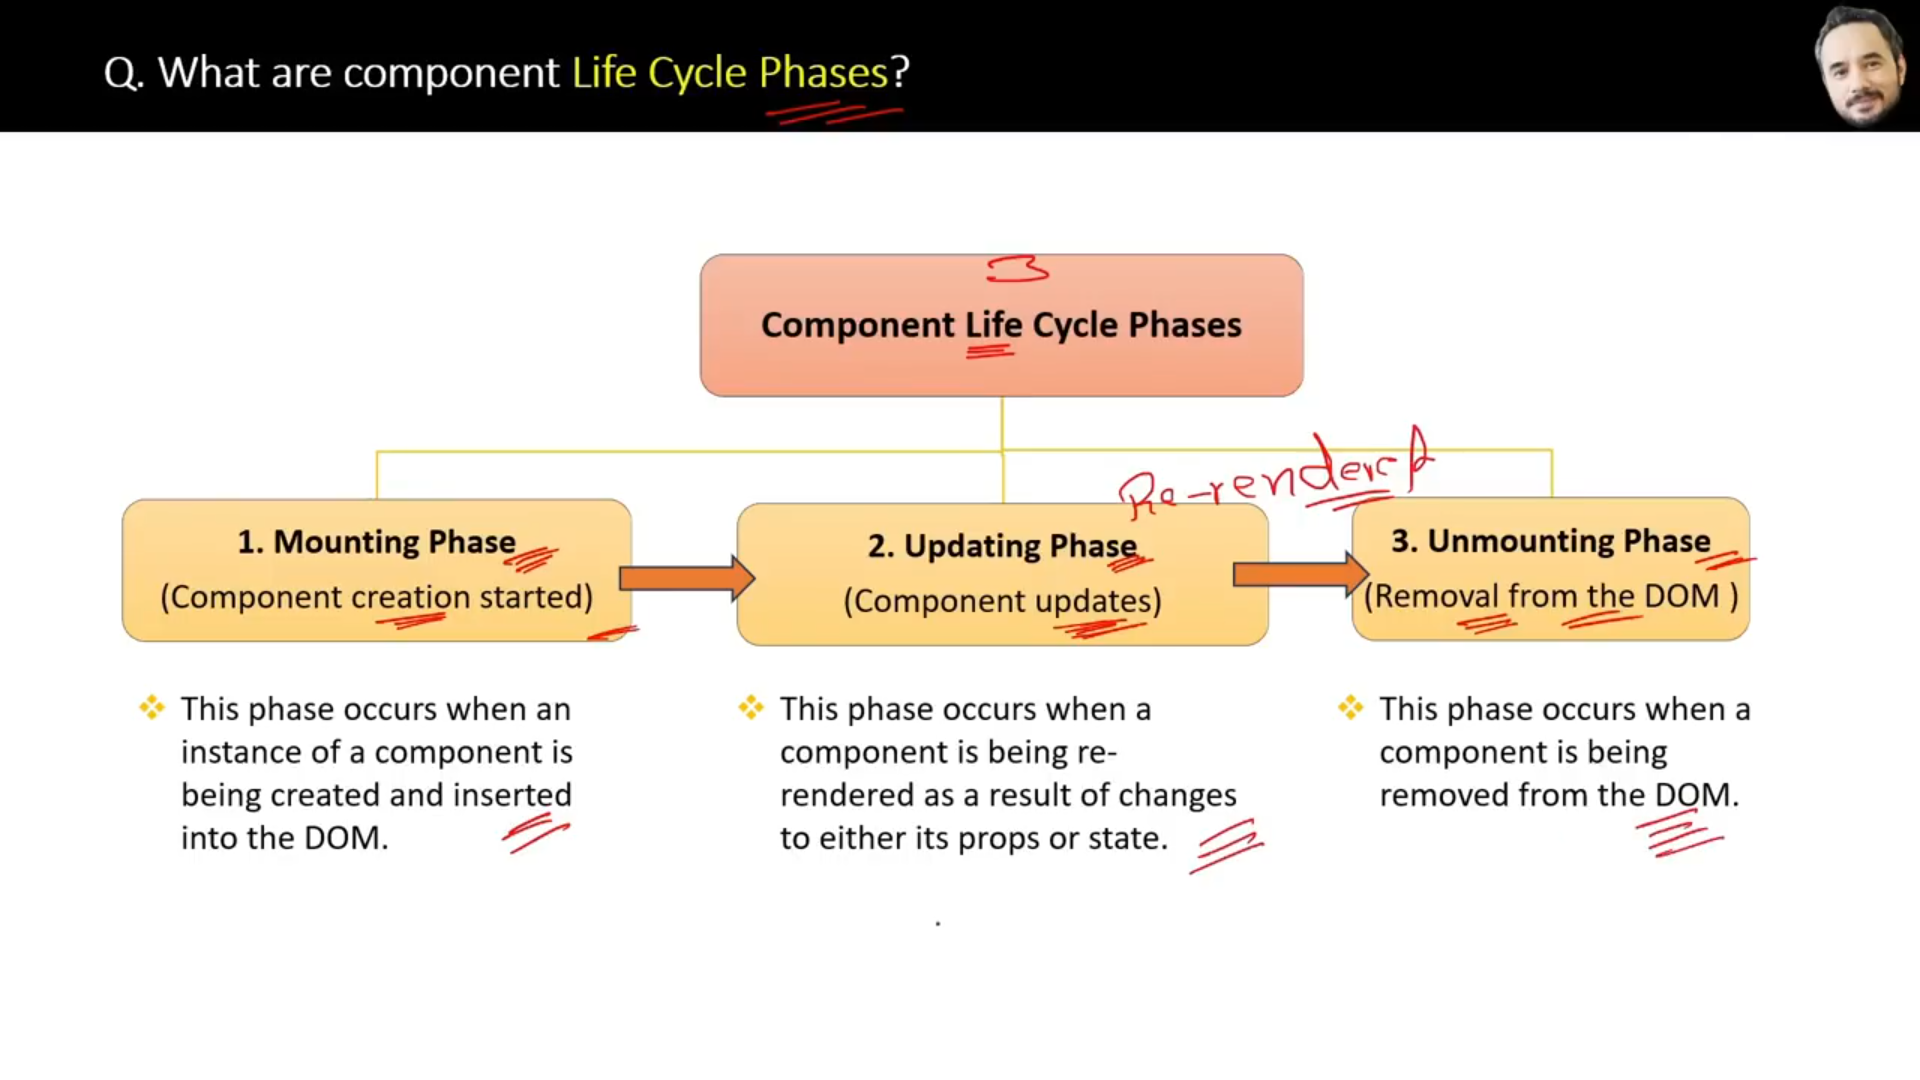 Q. What are component Life Cycle Phases?
3
Component Life Cycle Phases
Re-rendered
1. Mounting Phase
(Component creation started)
2. Updating Phase
(Component updates)
3. Unmounting Phase
(Removal from the DOM )
This phase occurs when an
instance of a component is
being created and inserted
into the DOM.
This phase occurs when a
component is being re-
rendered as a result of changes
to either its props or state.
This phase occurs when a
component is being
removed from the DOM.